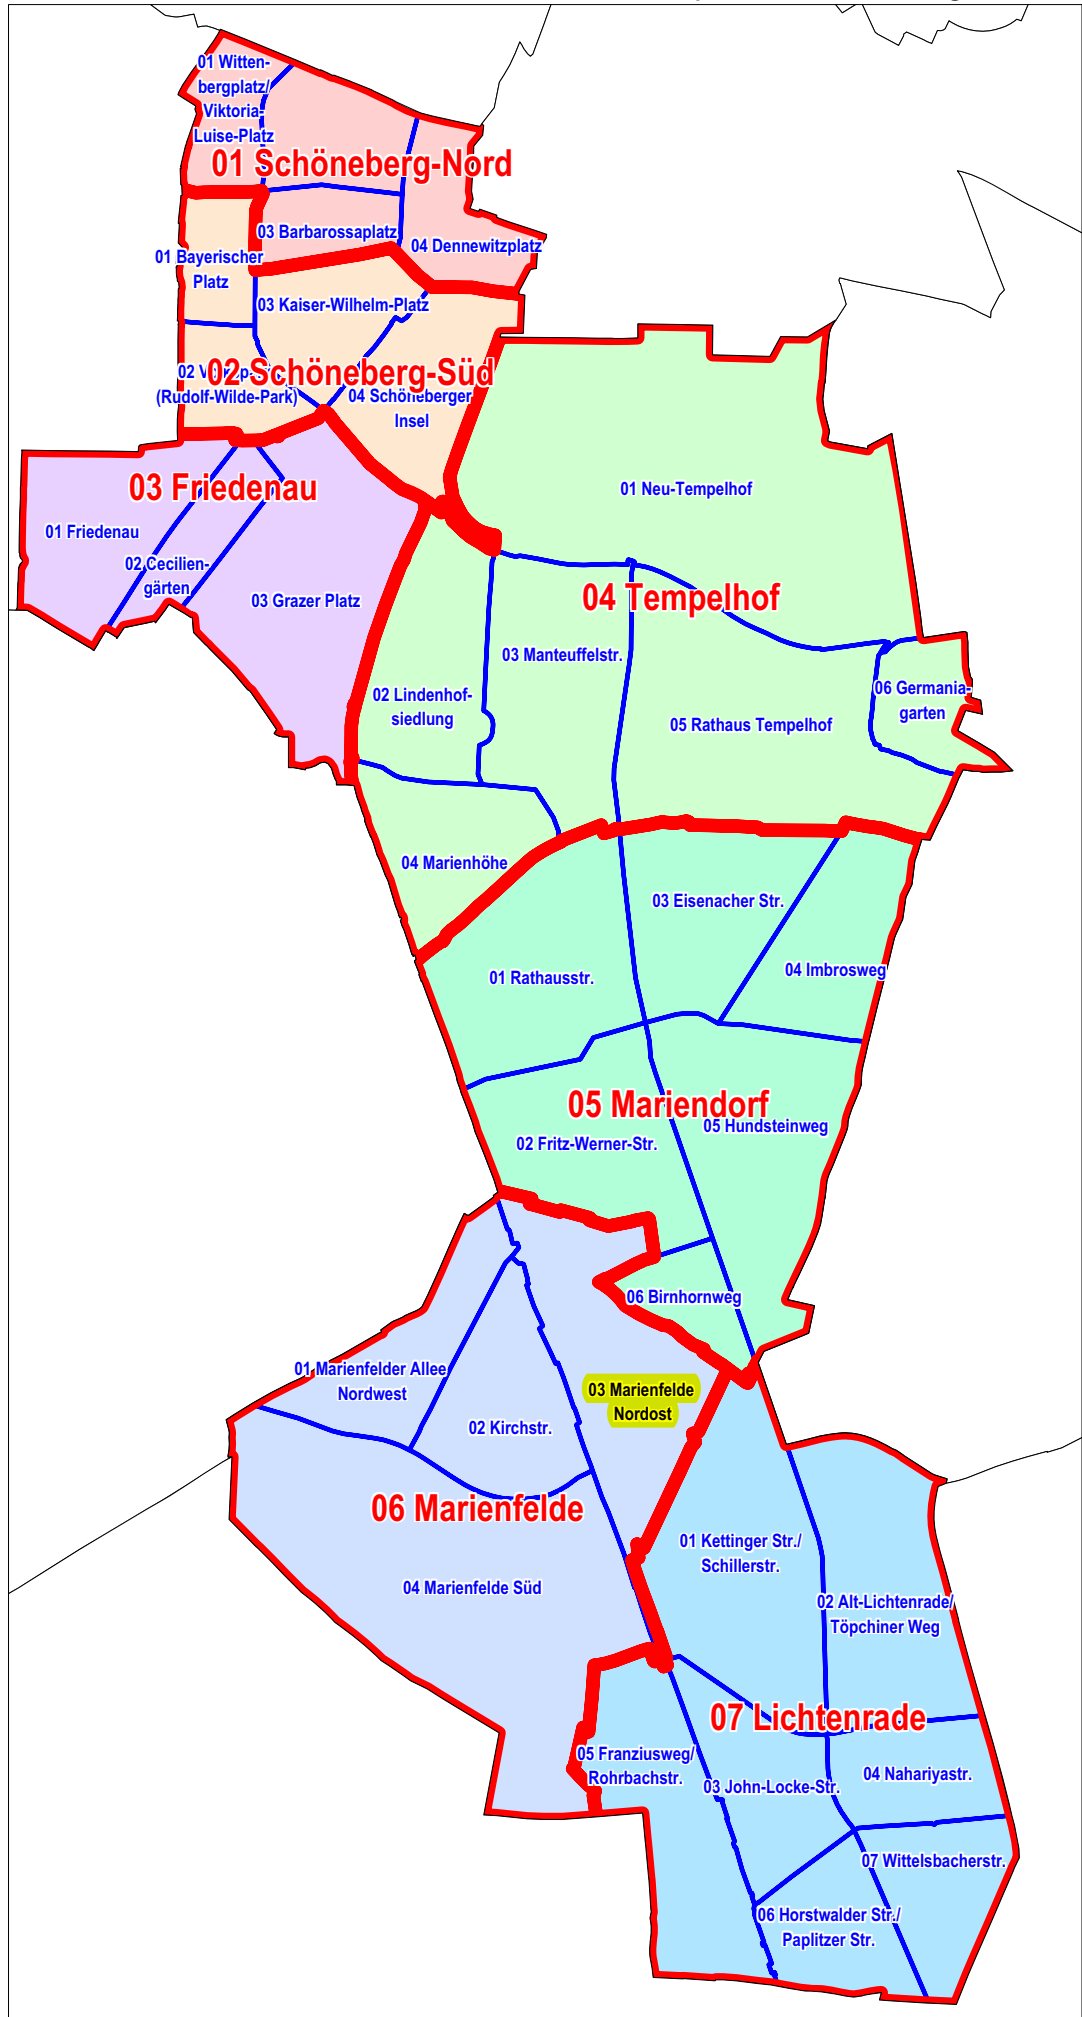 01 Witten-
bergplatz/
Viktoria-
Luise-Platz
01 Schöneberg-Nord
03 Barbarossaplatz
04 Dennewitzplatz
01 Bayerischer
Platz
03 Kaiser-Wilhelm-Platz
02 Schöneberg-Süd
02
(Rudolf-Wilde-Park)
04 Schöneberger
Insel
03 Friedenau
01 Friedenau
02 Cecilien-
gärten
03 Grazer Platz
01 Neu-Tempelhof
04 Tempelhof
03 Manteuffelstr.
02 Lindenhof-
siedlung
06 Germania-
garten
05 Rathaus Tempelhof
04 Marienhöhe
03 Eisenacher Str.
01 Rathausstr.
04 Imbrosweg
05 Mariendorf
05 Hundsteinweg
02 Fritz-Werner-Str.
06 Birnhornweg
01 Marienfelder Allee
Nordwest
03 Marienfelde
Nordost
02 Kirchstr.
06 Marienfelde
04 Marienfelde Süd
01 Kettinger Str./
Schillerstr.
02 Alt-Lichtenrade/
Töpchiner Weg
07 Lichtenrade
05 Franziusweg/
Rohrbachstr.
03 John-Locke-Str.
04 Nahariyastr.
07 Wittelsbacherstr.
06 Horstwalder Str./
Paplitzer Str.